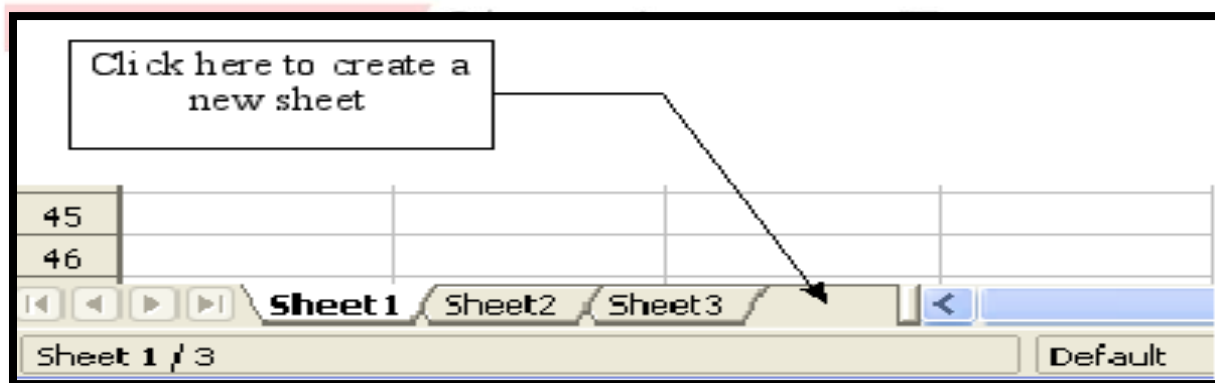 Click here to create a
new sheet
45
46
Sheet1 Sheet2 Sheet3
Sheet 1 / 3 Default